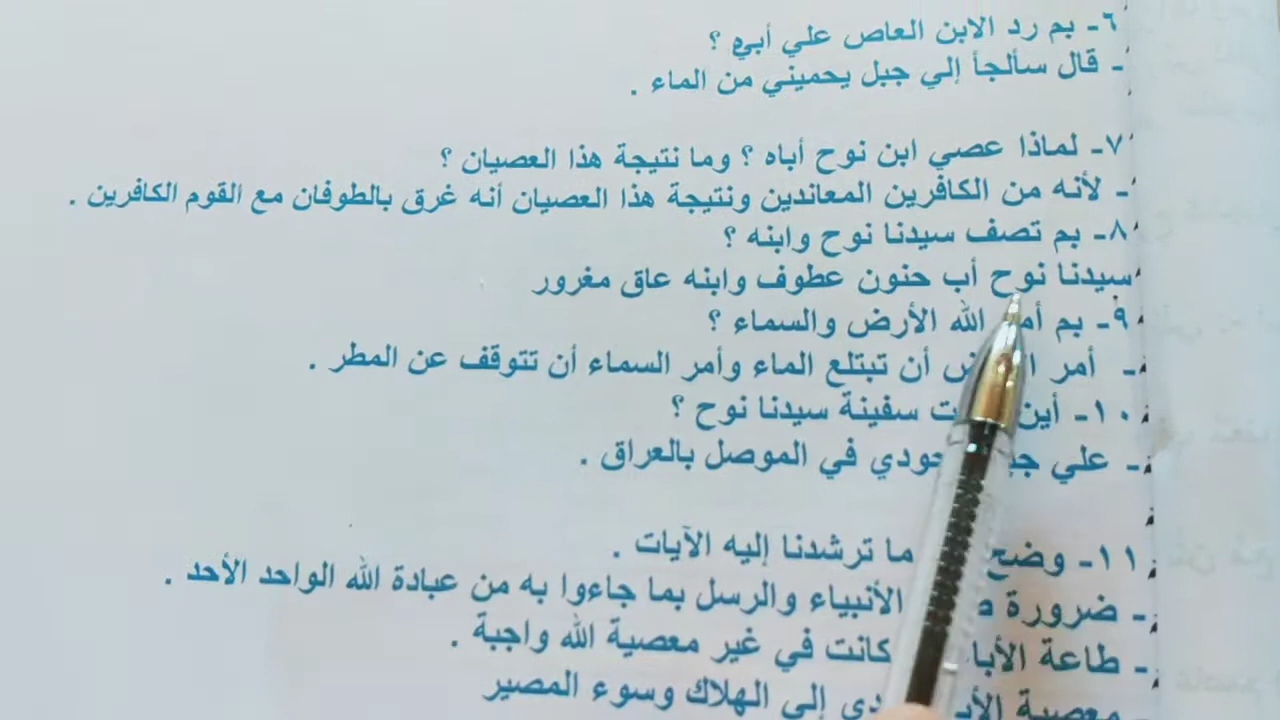 ٦- بم رد الابن العاص علي أبيه ؟
- قال سألجأ إلي جبل يحميني من الماء .
٧- لماذا عصي ابن نوح أباه ؟ وما نتيجة هذا العصيان ؟
- لأنه من الكافرين المعاندين ونتيجة هذا العصيان أنه غرق بالطوفان مع القوم الكافرين .
٨- بم تصف سيدنا نوح وابنه ؟
سيدنا نوح أب حنون عطوف وابنه عاق مغرور
٩- بم الله الأرض والسماء ؟
- أمر أن تبتلع الماء وأمر السماء أن تتوقف عن المطر .
١٠- أين سفينة سيدنا نوح ؟
- علي في الموصل بالعراق .
١١- وضح ما ترشدنا إليه الآيات .
- ضرورة الأنبياء والرسل بما جاءوا به من عبادة الله الواحد الأحد .
- طاعة كانت في غير معصية الله واجبة .
معصية إلي الهلاك وسوء المصير